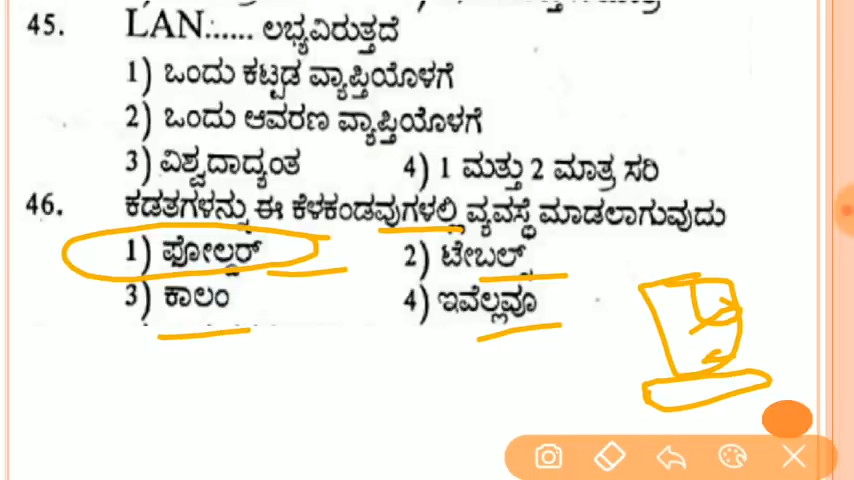 45. LAN...... ಲಭ್ಯವಿರುತ್ತದೆ
1) ಒಂದು ಕಟ್ಟಡ ವ್ಯಾಪ್ತಿಯೊಳಗೆ
2) ಒಂದು ಆವರಣ ವ್ಯಾಪ್ತಿಯೊಳಗೆ
3) ವಿಶ್ವದಾದ್ಯಂತ 4) 1 ಮತ್ತು 2 ಮಾತ್ರ ಸರಿ
46. ಕಡತಗಳನ್ನು ಈ ಕೆಳಕಂಡವುಗಳಲ್ಲಿ ವ್ಯವಸ್ಥೆ ಮಾಡಲಾಗುವುದು
1) ಫೋಲ್ಡರ್ 2) ಟೇಬಲ್ಸ್
3) ಕಾಲಂ 4) ಇವೆಲ್ಲವೂ